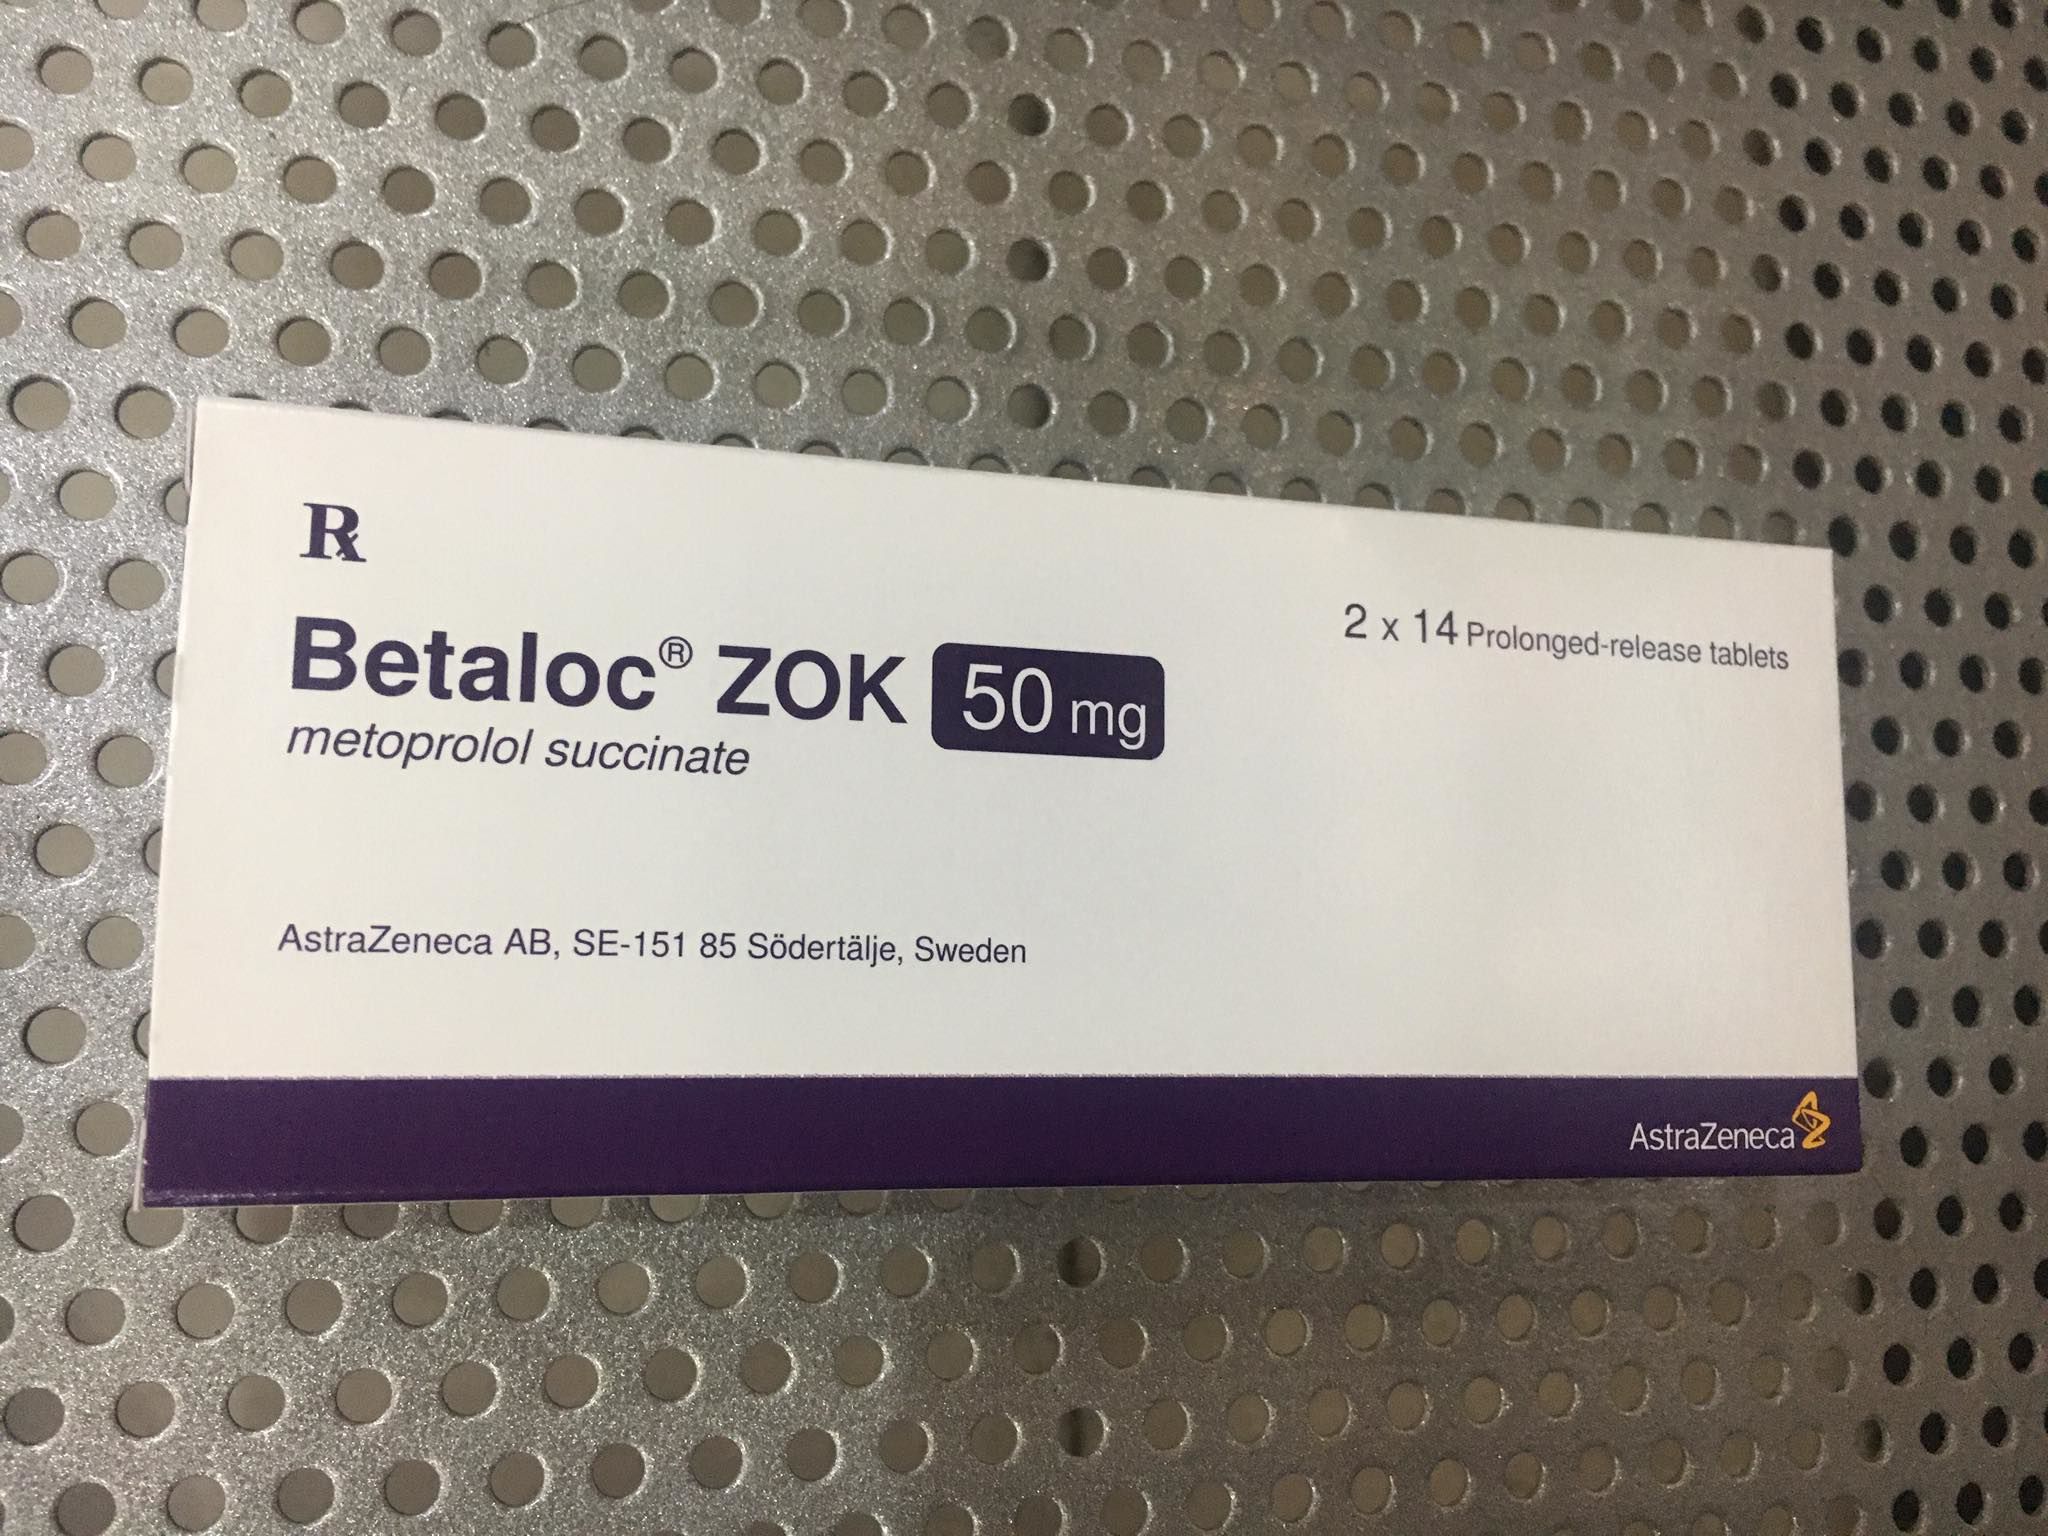 ℞
Betaloc® ZOK 50 mg
metoprolol succinate
2 x 14 Prolonged-release tablets
AstraZeneca AB, SE-151 85 Södertälje, Sweden
AstraZeneca